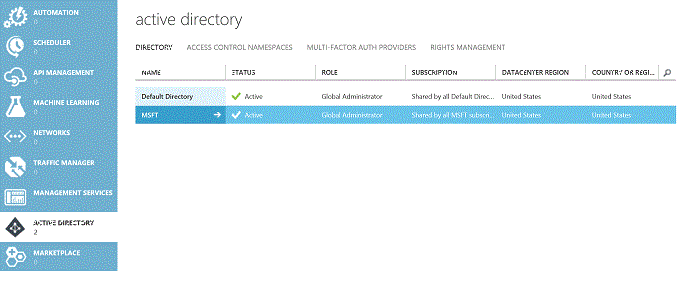 AUTOMATION
0
SCHEDULER
0
API MANAGEMENT
0
MACHINE LEARNING
0
NETWORKS
0
TRAFFIC MANAGER
0
MANAGEMENT SERVICES
ACTIVE DIRECTORY
2
MARKETPLACE
0
active directory
DIRECTORY ACCESS CONTROL NAMESPACES MULTI-FACTOR AUTH PROVIDERS RIGHTS MANAGEMENT
NAME STATUS ROLE SUBSCRIPTION DATACENTER REGION COUNTRY OR REGI...
Default Directory Active Global Administrator Shared by all Default Direc... United States United States
MSFT Active Global Administrator Shared by all MSFT subscri... United States United States